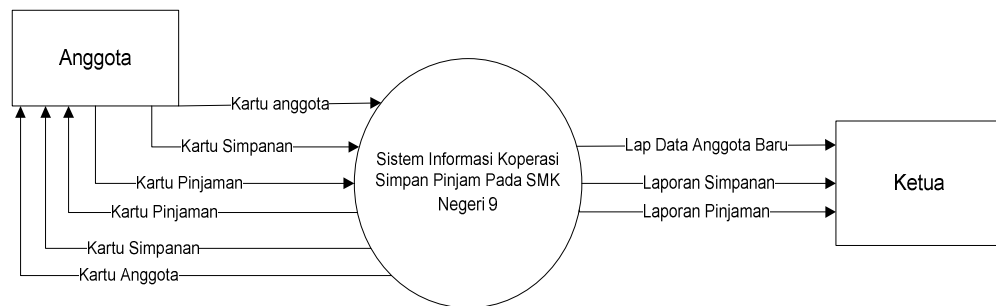 Anggota
Kartu anggota
Kartu Simpanan
Kartu Pinjaman
Kartu Pinjaman
Kartu Simpanan
Kartu Anggota
Sistem Informasi Koperasi
Simpan Pinjam Pada SMK
Negeri 9
Lap Data Anggota Baru
Laporan Simpanan
Laporan Pinjaman
Ketua